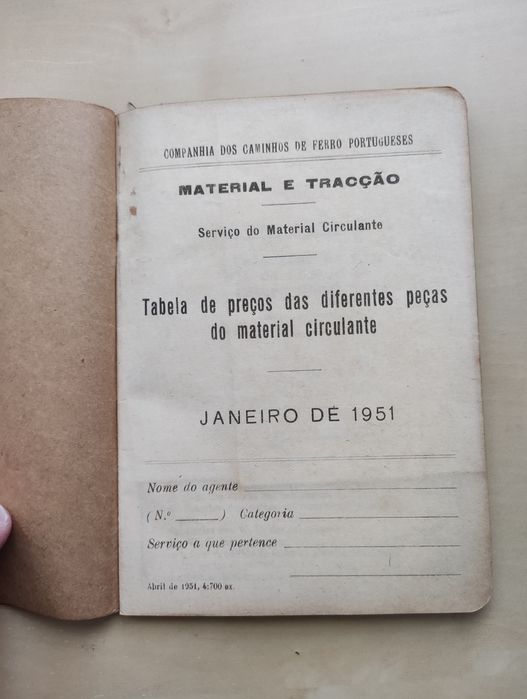 COMPANHIA DOS CAMINHOS DE FERRO PORTUGUESES
MATERIAL E TRACÇÃO
Serviço do Material Circulante
Tabela de preços das diferentes peças
do material circulante
JANEIRO DE 1951
Nome do agente
( N.º ) Categoria
Serviço a que pertence
Abril de 1951, 4:700 ex.